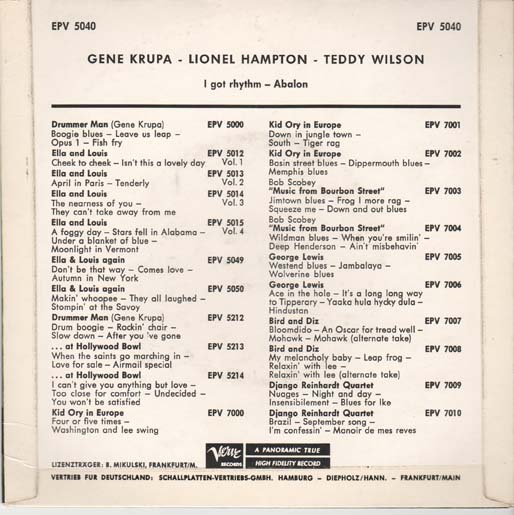 EPV 5040 EPV 5040
GENE KRUPA - LIONEL HAMPTON - TEDDY WILSON
I got rhythm – Abalon
Drummer Man (Gene Krupa) EPV 5000
Boogie blues – Leave us leap –
Opus 1 – Fish fry
Ella and Louis EPV 5012
Cheek to cheek – Isn't this a lovely day Vol. 1
Ella and Louis EPV 5013
April in Paris – Tenderly Vol. 2
Ella and Louis EPV 5014
The nearness of you – Vol. 3
They can't take away from me
Ella and Louis EPV 5015
A foggy day – Stars fell in Alabama – Vol. 4
Under a blanket of blue –
Moonlight in Vermont
Ella & Louis again EPV 5049
Don't be that way – Comes love –
Autumn in New York
Ella & Louis again EPV 5050
Makin' whoopee – They all laughed –
Stompin' at the Savoy
Drummer Man (Gene Krupa) EPV 5212
Drum boogie – Rockin' chair –
Slow down – After you 've gone
... at Hollywood Bowl EPV 5213
When the saints go marching in –
Love for sale – Airmail special
... at Hollywood Bowl EPV 5214
I can't give you anything but love –
Too close for comfort – Undecided –
You won't be satisfied
Kid Ory in Europe EPV 7000
Four or five times –
Washington and lee swing
Kid Ory in Europe EPV 7001
Down in jungle town –
South – Tiger rag
Kid Ory in Europe EPV 7002
Basin street blues – Dippermouth blues –
Memphis blues
Bob Scobey
"Music from Bourbon Street" EPV 7003
Jimtown blues – Frog I more rag –
Squeeze me – Down and out blues
Bob Scobey
"Music from Bourbon Street" EPV 7004
Wildman blues – When you're smilin' –
Deep Henderson – Ain't misbehavin'
George Lewis EPV 7005
Westend blues – Jambalaya –
Wolverine blues
George Lewis EPV 7006
Ace in the hole – It's a long long way
to Tipperary – Yaaka hula hycky dula –
Hindustan
Bird and Diz EPV 7007
Bloomdido – An Oscar for tread well –
Mohawk – Mohawk (alternate take)
Bird and Diz EPV 7008
My melancholy baby – Leap frog –
Relaxin' with lee –
Relaxin' with lee (alternate take)
Django Reinhardt Quartet EPV 7009
Nuages – Night and day –
Insensibilement – Blues for Ike
Django Reinhardt Quartet EPV 7010
Brazil – September song –
I'm confessin' – Manoir de mes reves
LIZENZTRÄGER: B. MIKULSKI, FRANKFURT/M.
Verve
RECORDS
A PANORAMIC TRUE
HIGH FIDELITY RECORD
VERTRIEB FÜR DEUTSCHLAND: SCHALLPLATTEN-VERTRIEBS-GMBH. HAMBURG – DIEPHOLZ/HANN. – FRANKFURT/MAIN